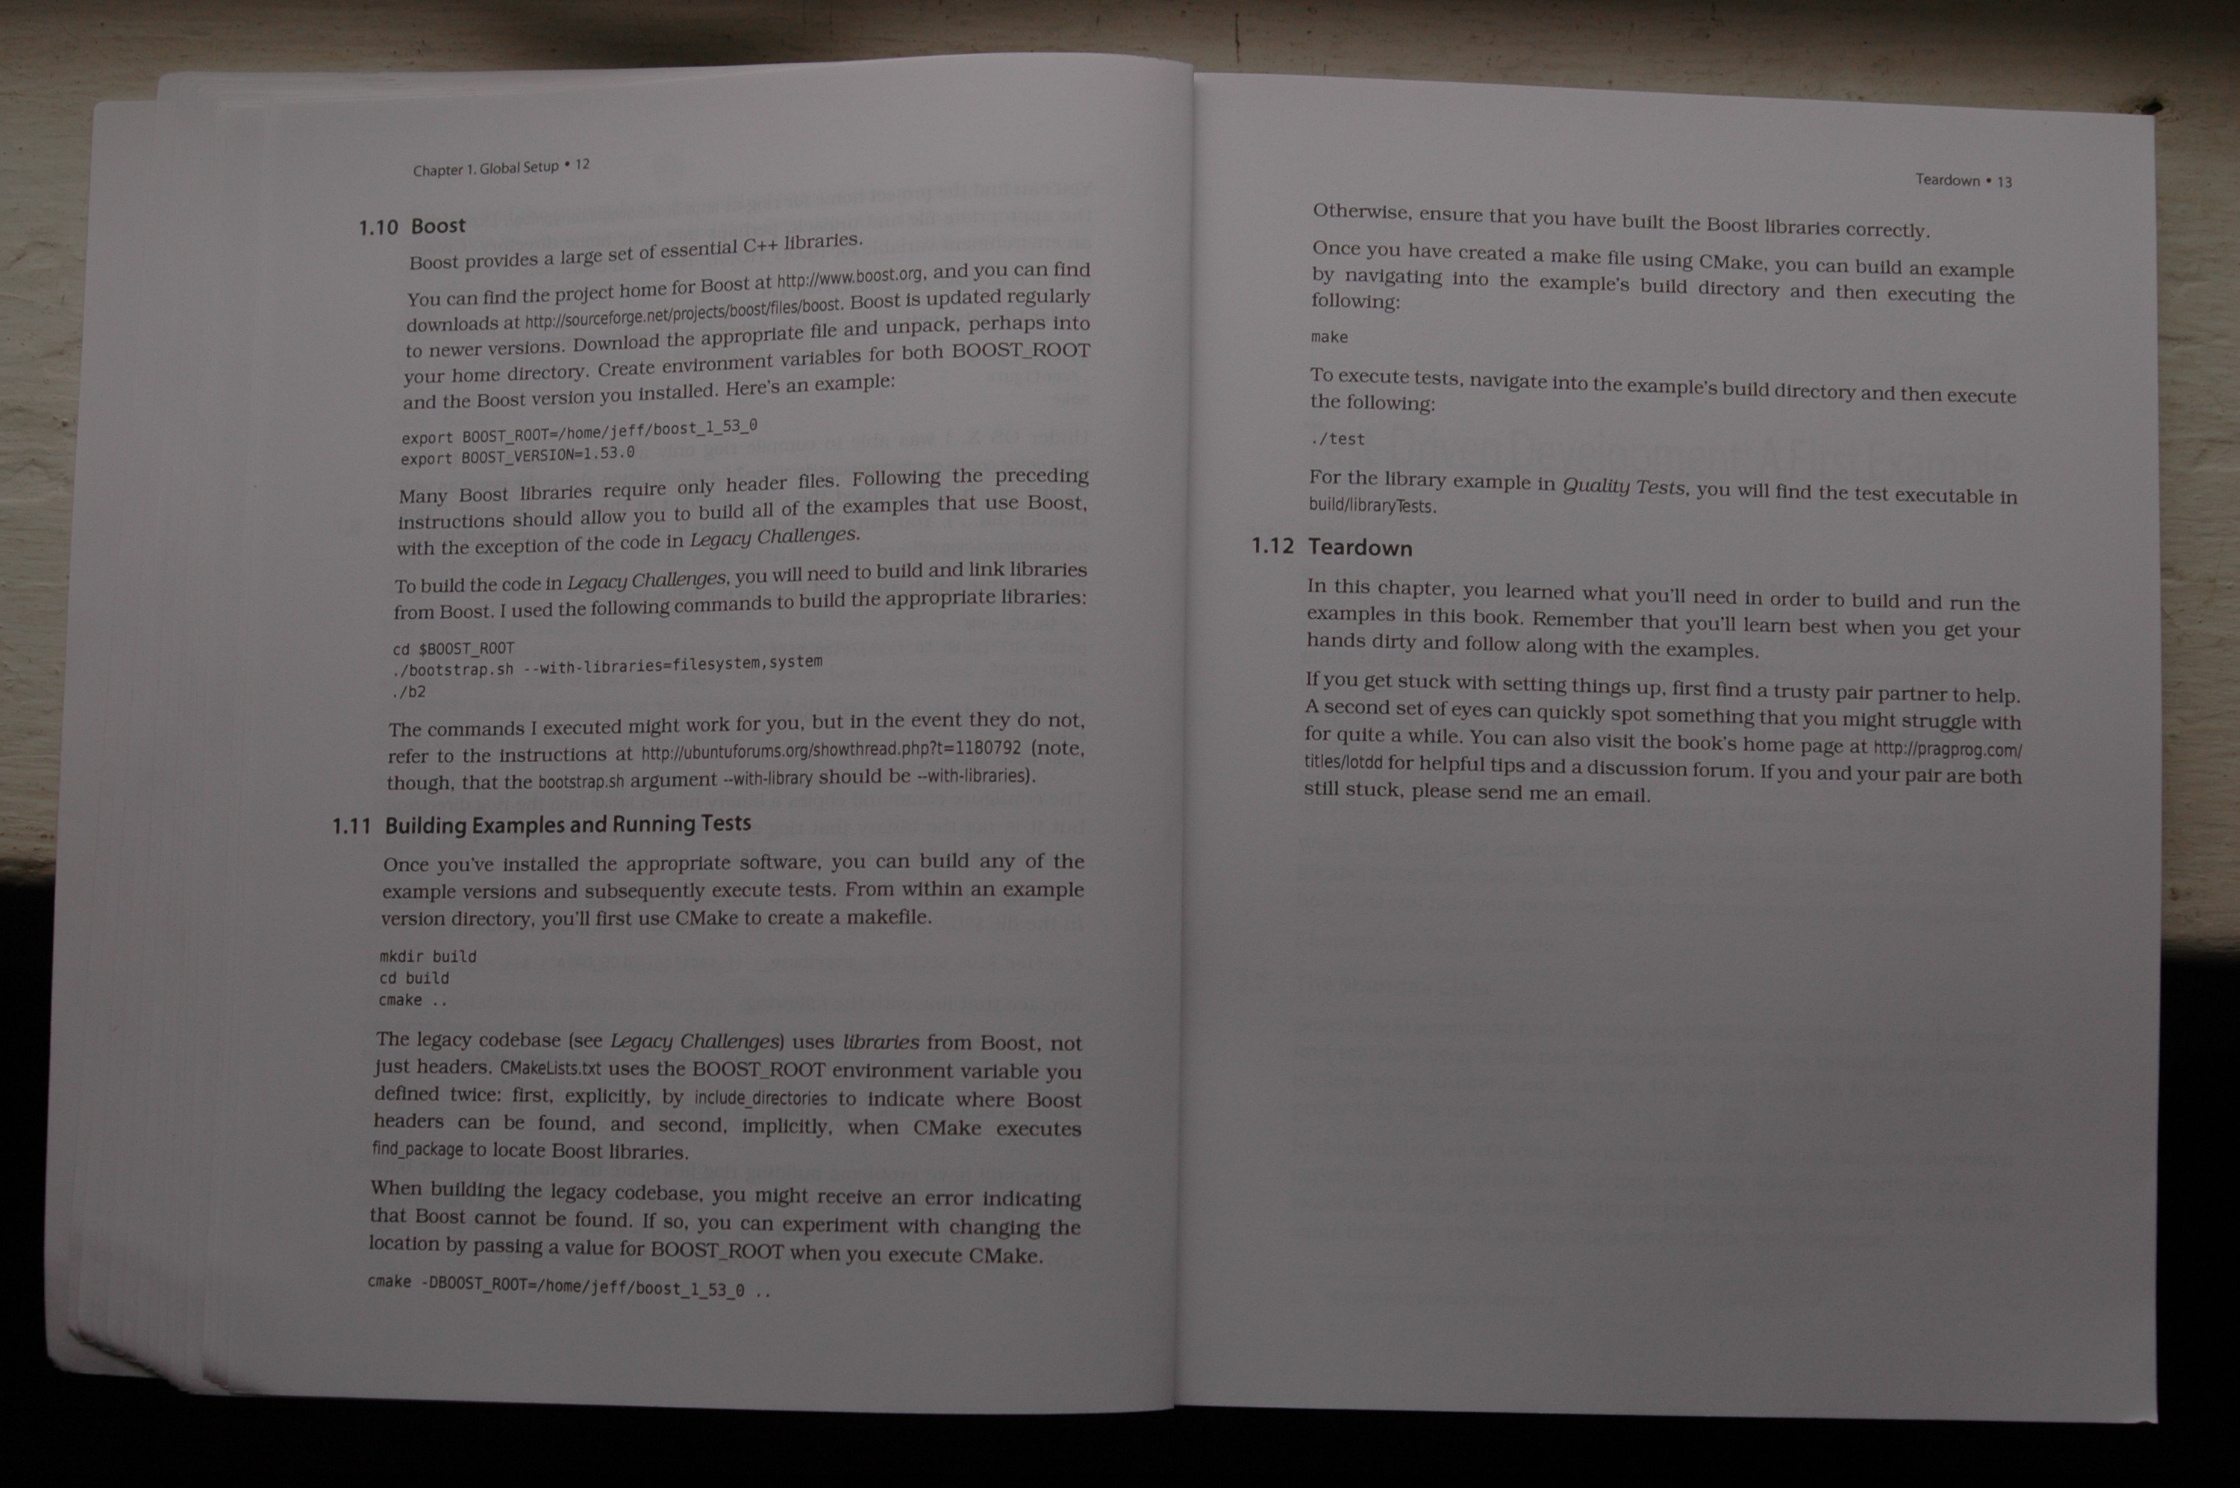 Chapter 1. Global Setup • 12
1.10 Boost
Boost provides a large set of essential C++ libraries.
You can find the project home for Boost at http://www.boost.org, and you can find
downloads at http://sourceforge.net/projects/boost/files/boost. Boost is updated regularly
to newer versions. Download the appropriate file and unpack, perhaps into
your home directory. Create environment variables for both BOOST_ROOT
and the Boost version you installed. Here's an example:
export BOOST_ROOT=/home/jeff/boost_1_53_0
export BOOST_VERSION=1.53.0
Many Boost libraries require only header files. Following the preceding
instructions should allow you to build all of the examples that use Boost,
with the exception of the code in Legacy Challenges.
To build the code in Legacy Challenges, you will need to build and link libraries
from Boost. I used the following commands to build the appropriate libraries:
cd $BOOST_ROOT
./bootstrap.sh --with-libraries=filesystem,system
./b2
The commands I executed might work for you, but in the event they do not,
refer to the instructions at http://ubuntuforums.org/showthread.php?t=1180792 (note,
though, that the bootstrap.sh argument --with-library should be --with-libraries).
1.11 Building Examples and Running Tests
Once you've installed the appropriate software, you can build any of the
example versions and subsequently execute tests. From within an example
version directory, you'll first use CMake to create a makefile.
mkdir build
cd build
cmake ..
The legacy codebase (see Legacy Challenges) uses libraries from Boost, not
just headers. CMakeLists.txt uses the BOOST_ROOT environment variable you
defined twice: first, explicitly, by include_directories to indicate where Boost
headers can be found, and second, implicitly, when CMake executes
find_package to locate Boost libraries.
When building the legacy codebase, you might receive an error indicating
that Boost cannot be found. If so, you can experiment with changing the
location by passing a value for BOOST_ROOT when you execute CMake.
cmake -DBOOST_ROOT=/home/jeff/boost_1_53_0 ..
Teardown • 13
Otherwise, ensure that you have built the Boost libraries correctly.
Once you have created a make file using CMake, you can build an example
by navigating into the example's build directory and then executing the
following:
make
To execute tests, navigate into the example's build directory and then execute
the following:
./test
For the library example in Quality Tests, you will find the test executable in
build/libraryTests.
1.12 Teardown
In this chapter, you learned what you'll need in order to build and run the
examples in this book. Remember that you'll learn best when you get your
hands dirty and follow along with the examples.
If you get stuck with setting things up, first find a trusty pair partner to help.
A second set of eyes can quickly spot something that you might struggle with
for quite a while. You can also visit the book's home page at http://pragprog.com/
titles/lotdd for helpful tips and a discussion forum. If you and your pair are both
still stuck, please send me an email.